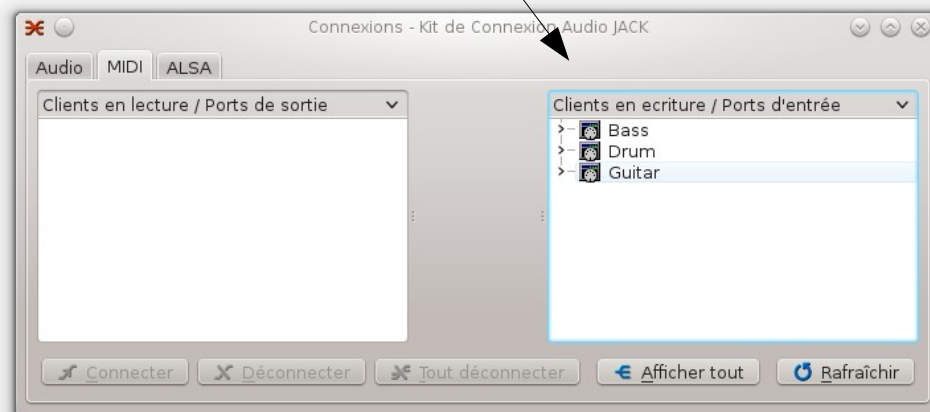 Connexions - Kit de Connexion Audio JACK
Audio MIDI ALSA
Clients en lecture / Ports de sortie
Clients en ecriture / Ports d'entrée
Bass
Drum
Guitar
Connecter Déconnecter Tout déconnecter Afficher tout Rafraîchir